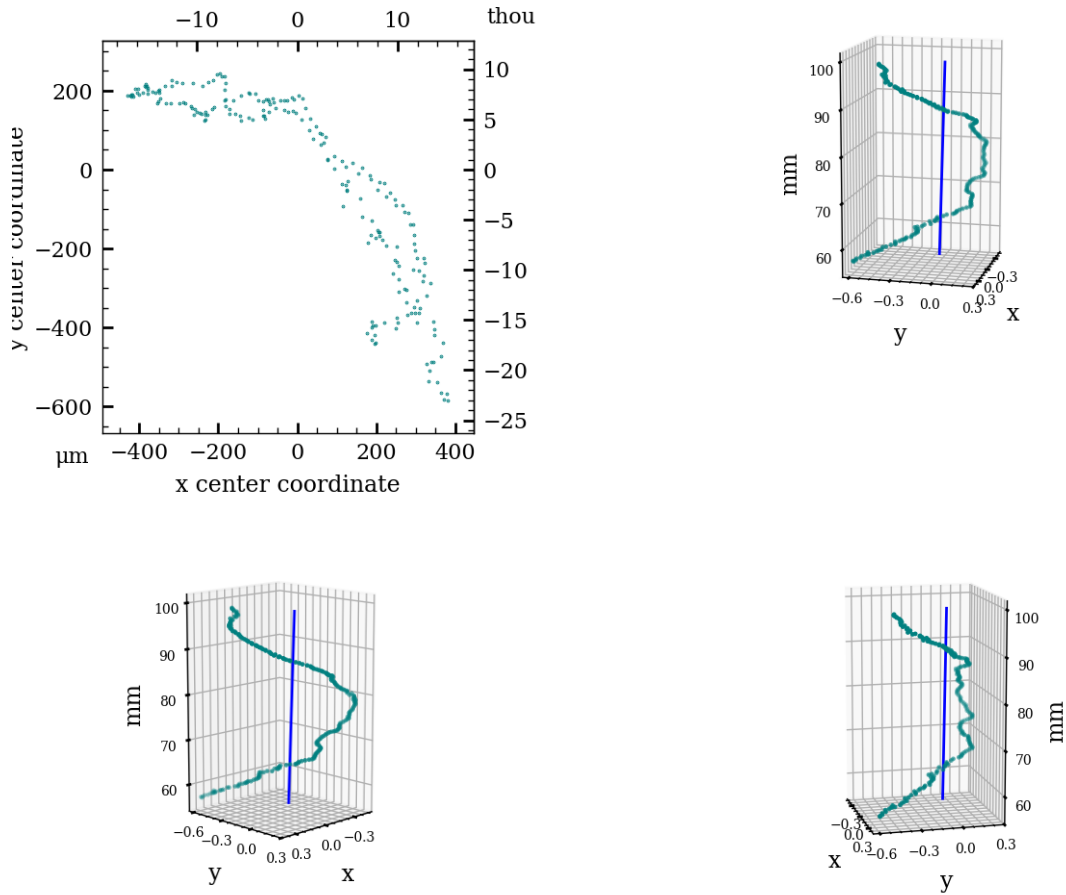 −10 0 10 thou
200
0
−200
−400
−600
10
5
0
−5
−10
−15
−20
−25
y center coordinate
µm −400 −200 0 200 400
x center coordinate
100
90
80
70
60
mm
−0.6 −0.3 0.0 0.3
y
−0.3
0.0
0.3
x
100
90
80
70
60
mm
−0.6 −0.3 0.0 0.3
y
0.3 0.0 −0.3
x
100
90
80
70
60
mm
−0.3
0.0
0.3
x
−0.6 −0.3 0.0 0.3
y